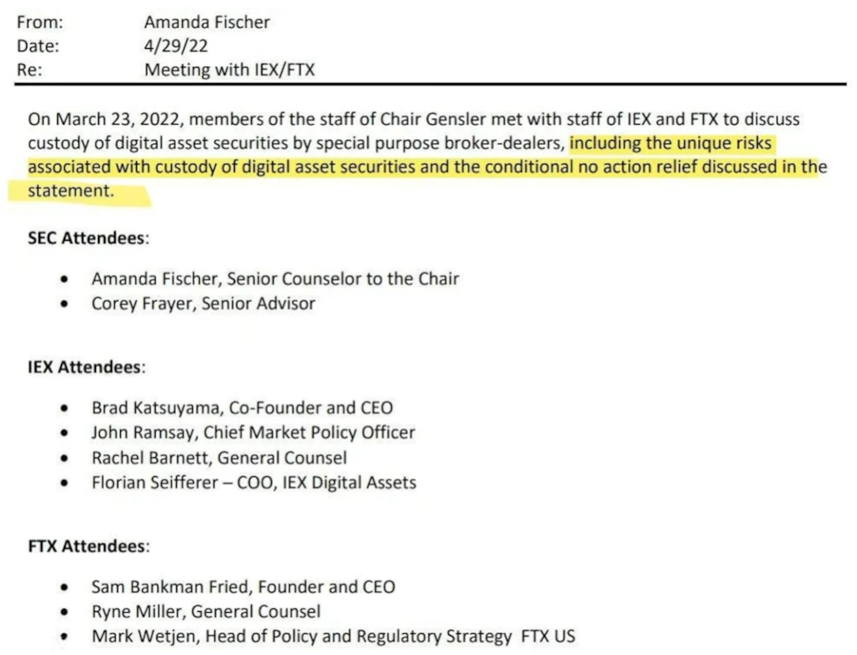 From: Amanda Fischer
Date: 4/29/22
Re: Meeting with IEX/FTX
On March 23, 2022, members of the staff of Chair Gensler met with staff of IEX and FTX to discuss
custody of digital asset securities by special purpose broker-dealers, including the unique risks
associated with custody of digital asset securities and the conditional no action relief discussed in the
statement.
SEC Attendees:
• Amanda Fischer, Senior Counselor to the Chair
• Corey Frayer, Senior Advisor
IEX Attendees:
• Brad Katsuyama, Co-Founder and CEO
• John Ramsay, Chief Market Policy Officer
• Rachel Barnett, General Counsel
• Florian Seifferer – COO, IEX Digital Assets
FTX Attendees:
• Sam Bankman Fried, Founder and CEO
• Ryne Miller, General Counsel
• Mark Wetjen, Head of Policy and Regulatory Strategy FTX US